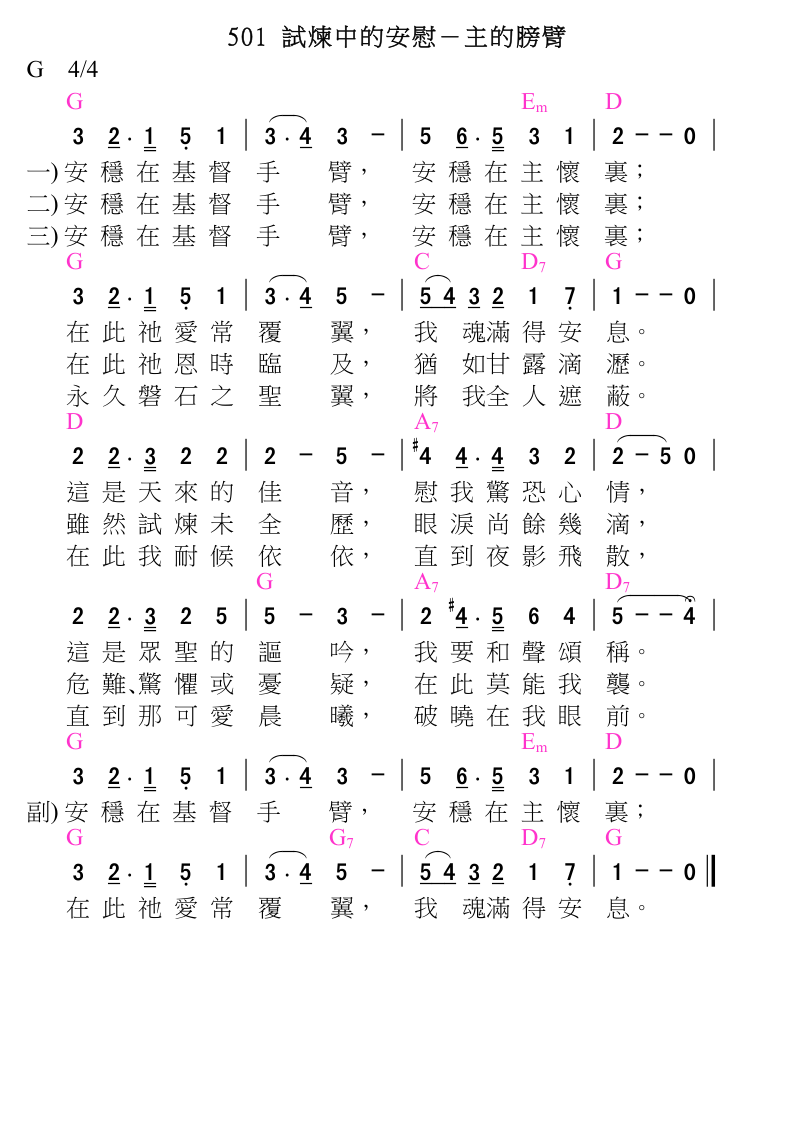 501 試煉中的安慰－主的膀臂
G 4/4
G Em D
3 2·1 5 1 | 3·4 3 － | 5 6·5 3 1 | 2 － － 0 |
一) 安穩在基督手臂，安穩在主懷裏；
二) 安穩在基督手臂，安穩在主懷裏；
三) 安穩在基督手臂，安穩在主懷裏；
G C D7 G
3 2·1 5 1 | 3·4 5 － | 5 4 3 2 1 7 | 1 － － 0 |
在此祂愛常覆翼，我魂滿得安息。
在此祂恩時臨及，猶如甘露滴瀝。
永久磐石之聖翼，將我全人遮蔽。
D A7 D
2 2·3 2 2 | 2 － 5 － | #4 4·4 3 2 | 2 － 5 0 |
這是天來的佳音，慰我驚恐心情，
雖然試煉未全歷，眼淚尚餘幾滴，
在此我耐候依依，直到夜影飛散，
G A7 D7
2 2·3 2 5 | 5 － 3 － | 2 #4·5 6 4 | 5 － － 4 |
這是眾聖的謳吟，我要和聲頌稱。
危難、驚懼或憂疑，在此莫能我襲。
直到那可愛晨曦，破曉在我眼前。
G Em D
3 2·1 5 1 | 3·4 3 － | 5 6·5 3 1 | 2 － － 0 |
副) 安穩在基督手臂，安穩在主懷裏；
G G7 C D7 G
3 2·1 5 1 | 3·4 5 － | 5 4 3 2 1 7 | 1 － － 0 ‖
在此祂愛常覆翼，我魂滿得安息。